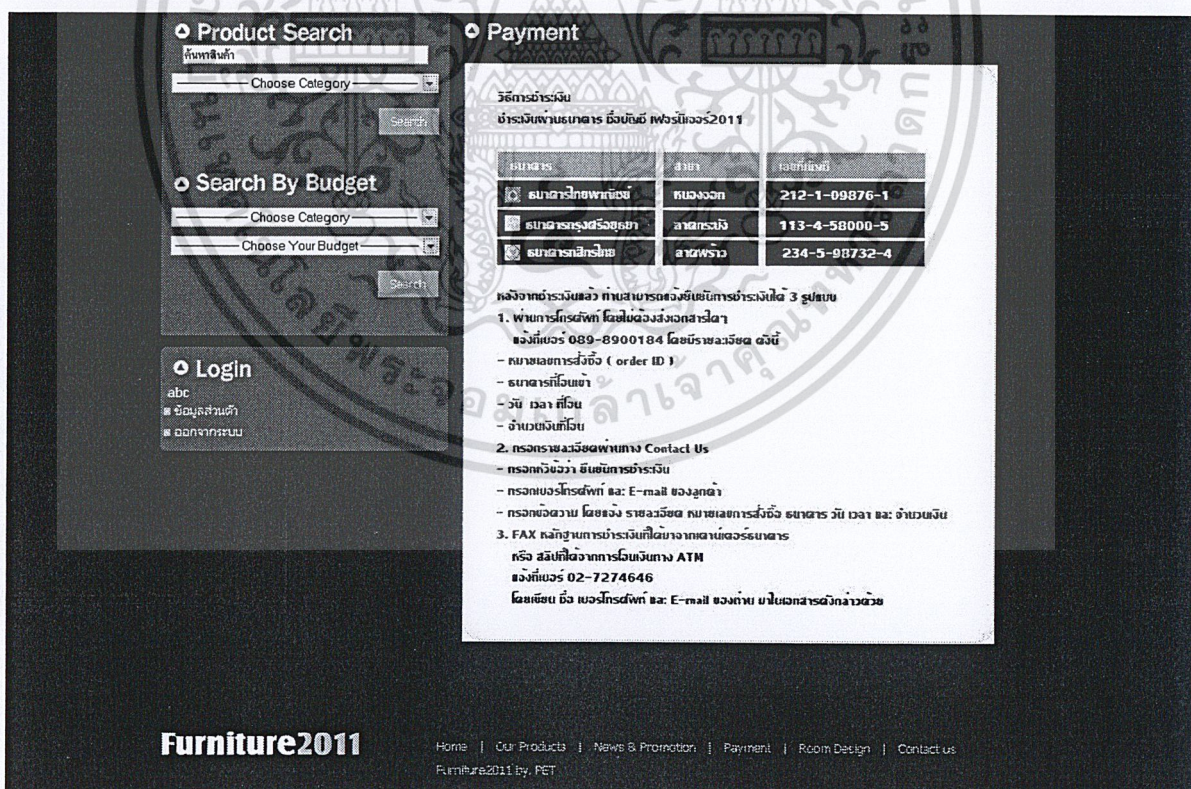 Product Search
ค้นหาสินค้า
Choose Category
Search
Search By Budget
Choose Category
Choose Your Budget
Search
Login
abc
ข้อมูลส่วนตัว
ออกจากระบบ
Payment
วิธีการชำระเงิน
ชำระเงินผ่านธนาคาร ชื่อบัญชี เฟอร์นิเจอร์2011
ธนาคาร สาขา เลขที่บัญชี
ธนาคารไทยพาณิชย์ หนองจอก 212-1-09876-1
ธนาคารกรุงศรีอยุธยา ลาดกระบัง 113-4-58000-5
ธนาคารกสิกรไทย ลาดพร้าว 234-5-98732-4
หลังจากชำระเงินแล้ว ท่านสามารถแจ้งยืนยันการชำระเงินได้ 3 รูปแบบ
1. ผ่านการโทรศัพท์ โดยไม่ต้องส่งเอกสารใดๆ
แจ้งที่เบอร์ 089-8900184 โดยมีรายละเอียด ดังนี้
- หมายเลขการสั่งซื้อ ( order ID )
- ธนาคารที่โอนเข้า
- วัน เวลา ที่โอน
- จำนวนเงินที่โอน
2. กรอกรายละเอียดผ่านทาง Contact Us
- กรอกหัวข้อว่า ยืนยันการชำระเงิน
- กรอกเบอร์โทรศัพท์ และ E-mail ของลูกค้า
- กรอกข้อความ โดยแจ้ง รายละเอียด หมายเลขการสั่งซื้อ ธนาคาร วัน เวลา และ จำนวนเงิน
3. FAX หลักฐานการชำระเงินที่ได้มาจากเคาน์เตอร์ธนาคาร
หรือ สลิปที่ได้จากการโอนเงินทาง ATM
แจ้งที่เบอร์ 02-7274646
โดยเขียน ชื่อ เบอร์โทรศัพท์ และ E-mail ของท่าน มาในเอกสารดังกล่าวด้วย
Furniture2011
Home | Our Products | News & Promotion | Payment | Room Design | Contact us
Furniture2011 by. PET